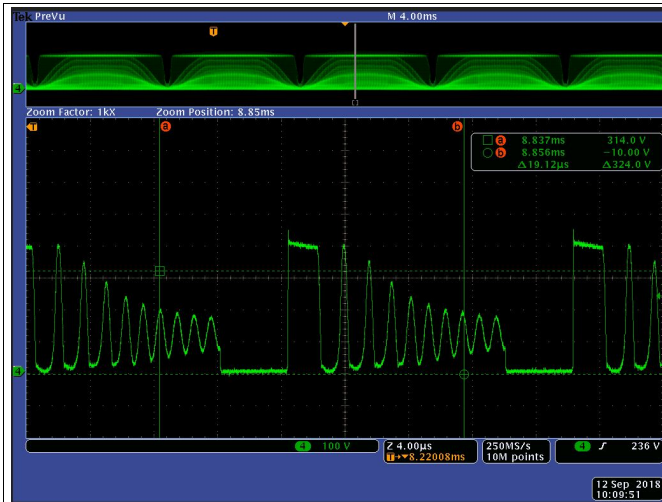 Tek PreVu M 4.00ms
T
4
Zoom Factor: 1kX Zoom Position: 8.85ms
T a b
a 8.837ms 314.0 V
b 8.856ms −10.00 V
Δ19.12µs Δ324.0 V
4
4 100 V
Z 4.00µs
T→▼8.22008ms
250MS/s
10M points
4 236 V
12 Sep 2018
10:09:51